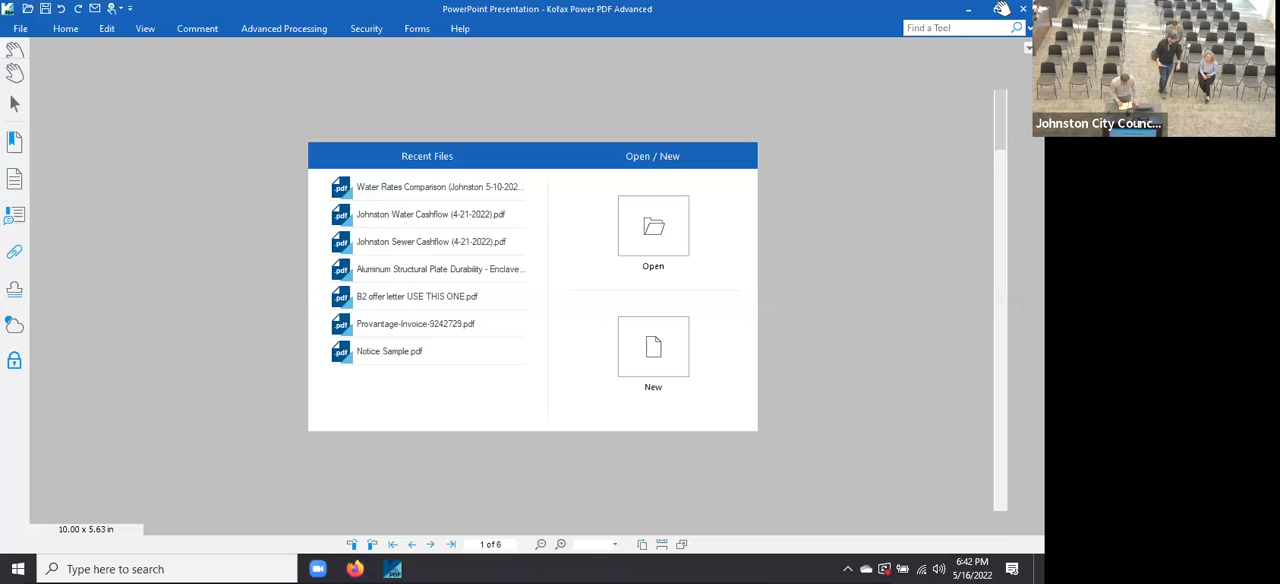 PowerPoint Presentation - Kofax Power PDF Advanced
File Home Edit View Comment Advanced Processing Security Forms Help Find a Tool
Johnston City Counc...
Recent Files
Open / New
Water Rates Comparison (Johnston 5-10-202...
Johnston Water Cashflow (4-21-2022).pdf
Johnston Sewer Cashflow (4-21-2022).pdf
Aluminum Structural Plate Durability - Enclave...
B2 offer letter USE THIS ONE.pdf
Provantage-Invoice-9242729.pdf
Notice Sample.pdf
Open
New
10.00 x 5.63 in
1 of 6
Type here to search
6:42 PM
5/16/2022